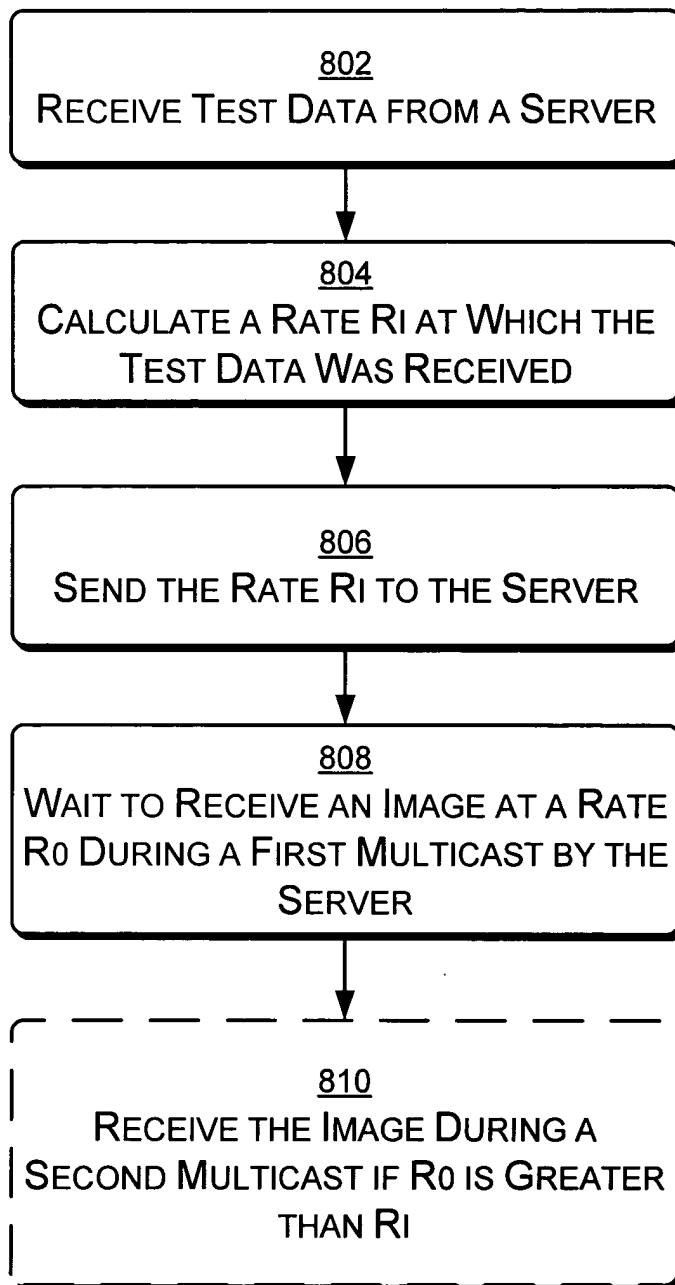 802
RECEIVE TEST DATA FROM A SERVER
804
CALCULATE A RATE RI AT WHICH THE
TEST DATA WAS RECEIVED
806
SEND THE RATE RI TO THE SERVER
808
WAIT TO RECEIVE AN IMAGE AT A RATE
R0 DURING A FIRST MULTICAST BY THE
SERVER
810
RECEIVE THE IMAGE DURING A
SECOND MULTICAST IF R0 IS GREATER
THAN RI